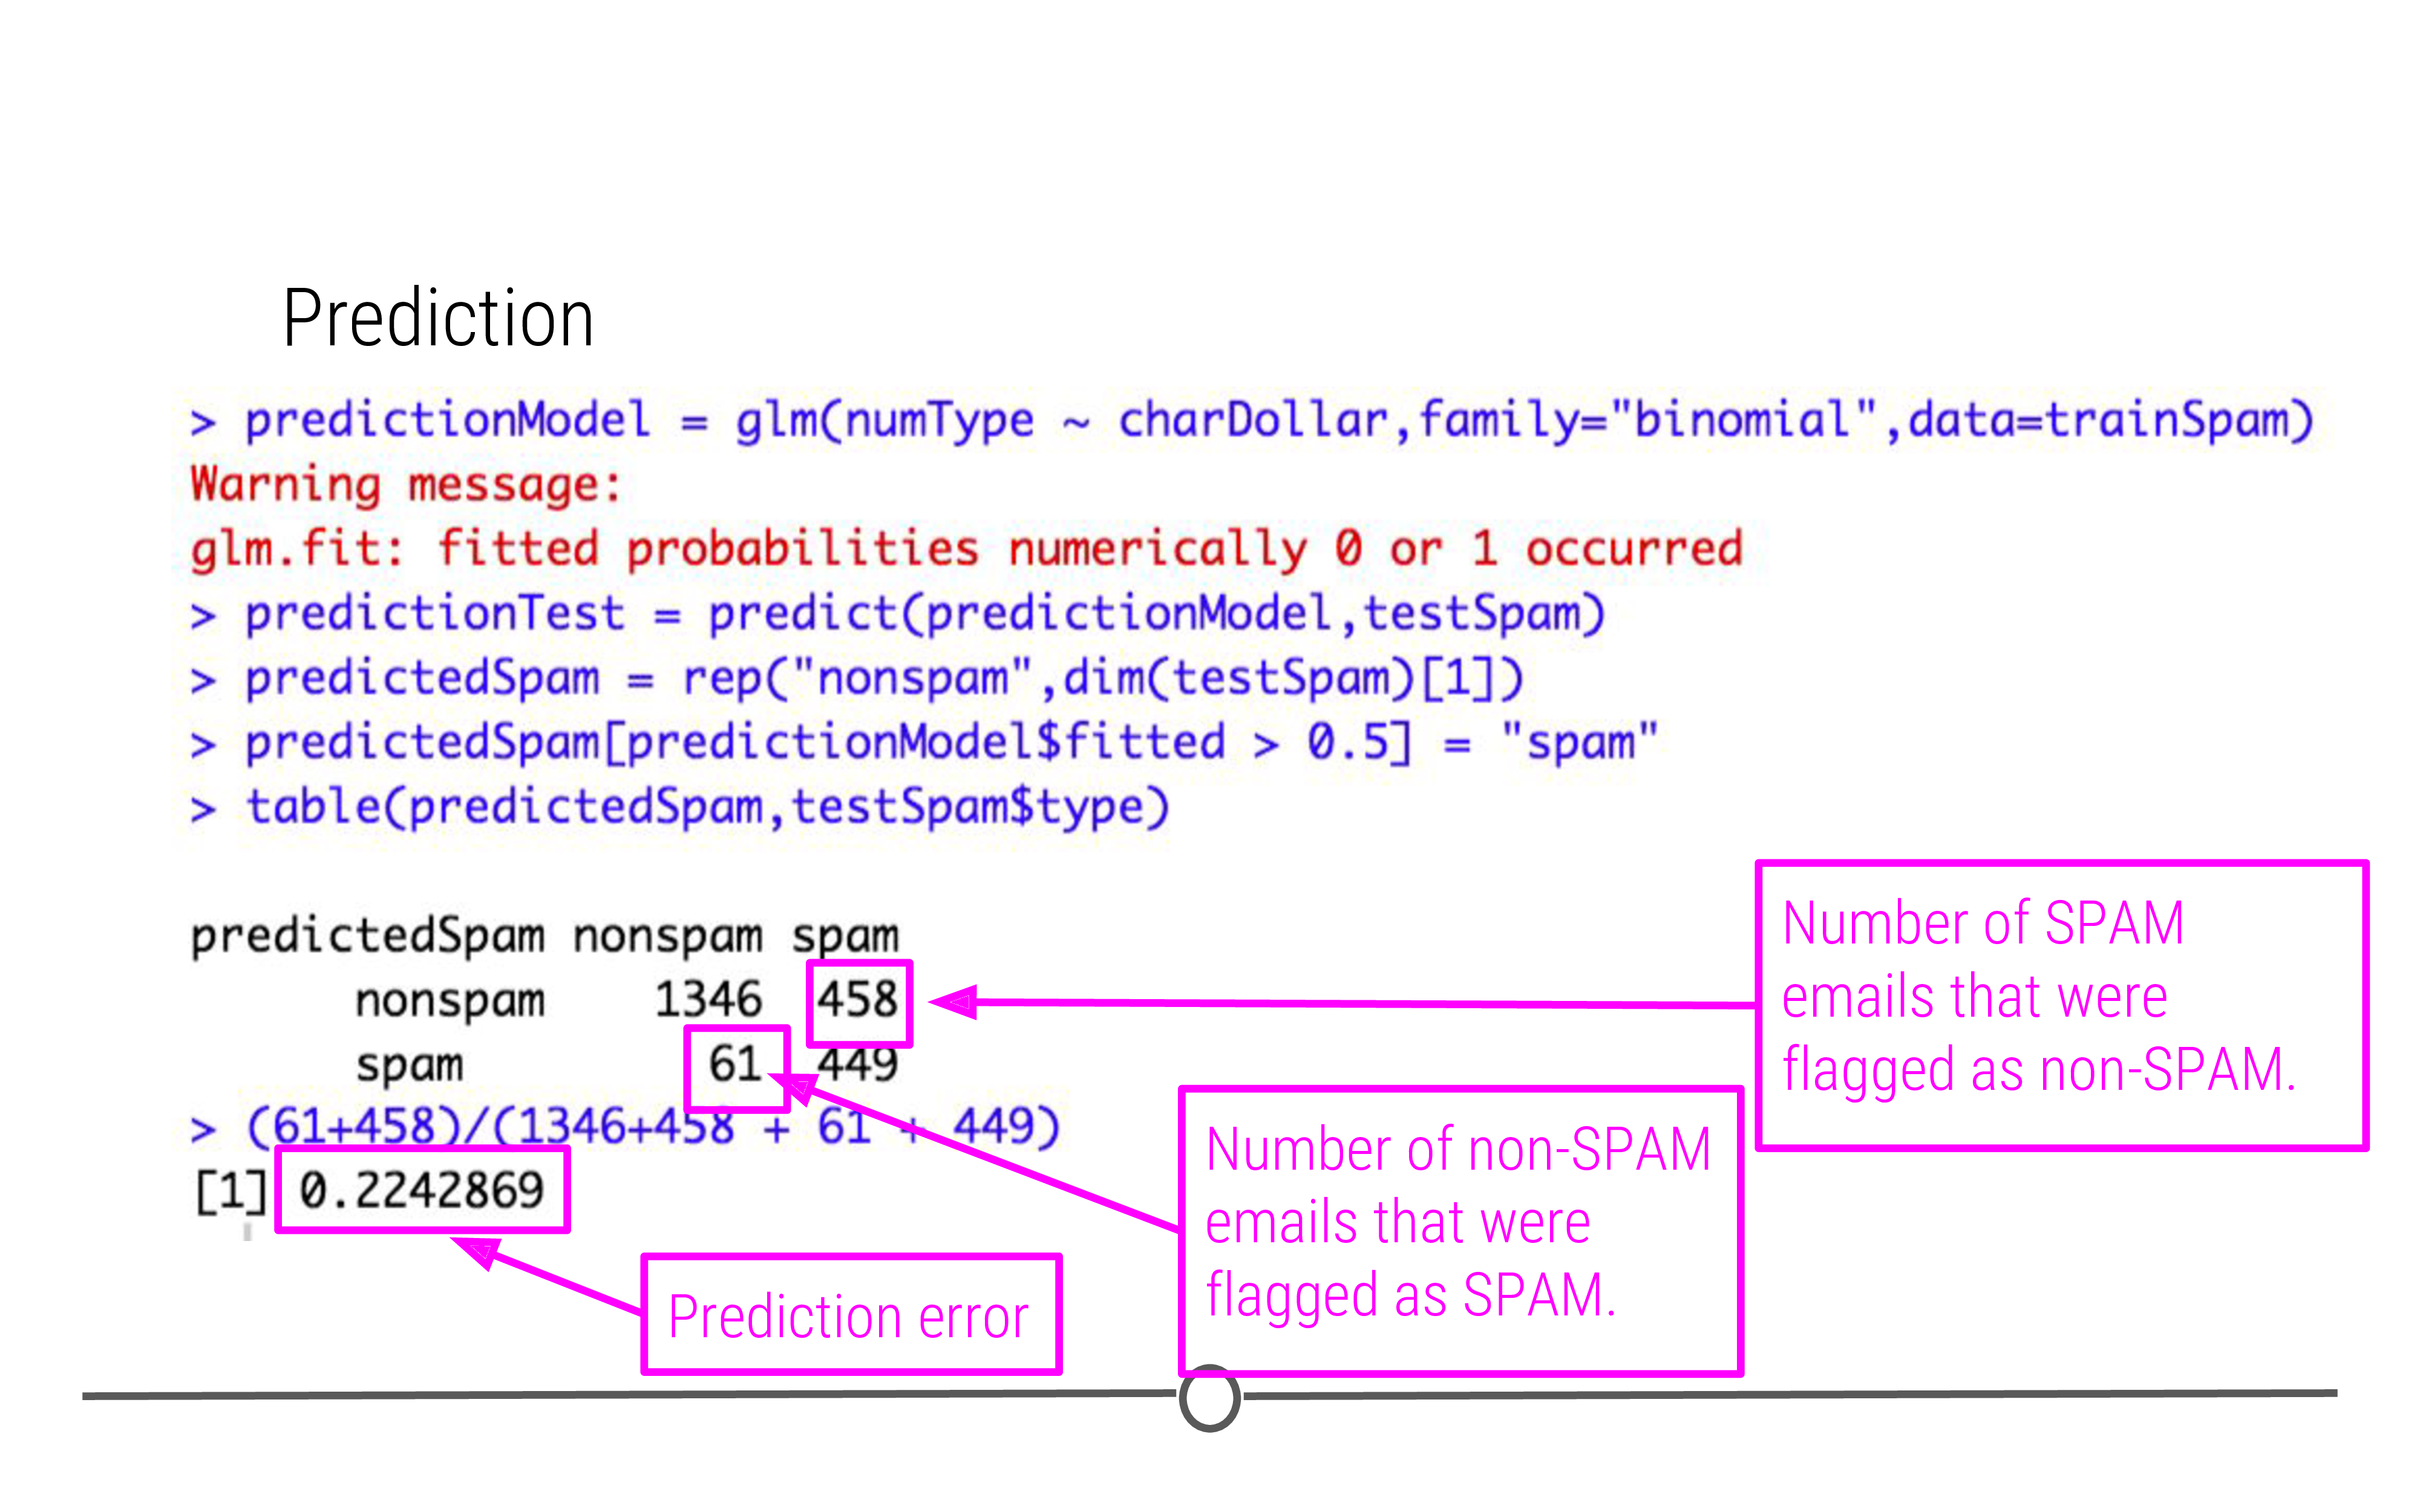 Prediction
> predictionModel = glm(numType ~ charDollar,family="binomial",data=trainSpam)
Warning message:
glm.fit: fitted probabilities numerically 0 or 1 occurred
> predictionTest = predict(predictionModel,testSpam)
> predictedSpam = rep("nonspam",dim(testSpam)[1])
> predictedSpam[predictionModel$fitted > 0.5] = "spam"
> table(predictedSpam,testSpam$type)
predictedSpam nonspam spam
nonspam 1346 458
spam 61 449
> (61+458)/(1346+458 + 61 + 449)
[1] 0.2242869
Number of SPAM
emails that were
flagged as non-SPAM.
Number of non-SPAM
emails that were
flagged as SPAM.
Prediction error